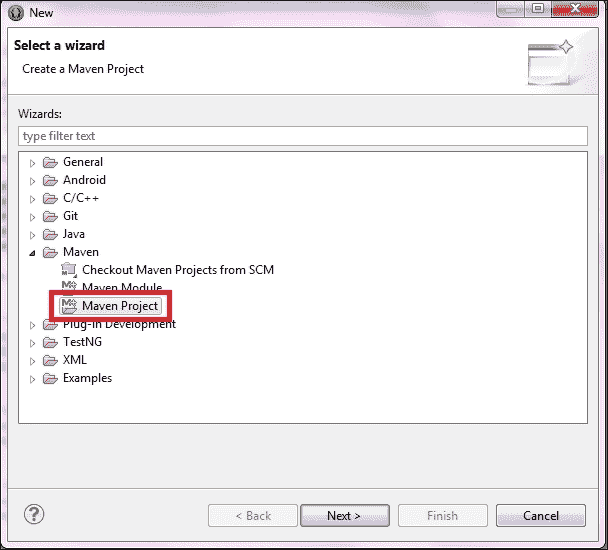 New
Select a wizard
Create a Maven Project
Wizards:
type filter text
General
Android
C/C++
Git
Java
Maven
Checkout Maven Projects from SCM
Maven Module
Maven Project
Plug-in Development
TestNG
XML
Examples
?
< Back
Next >
Finish
Cancel